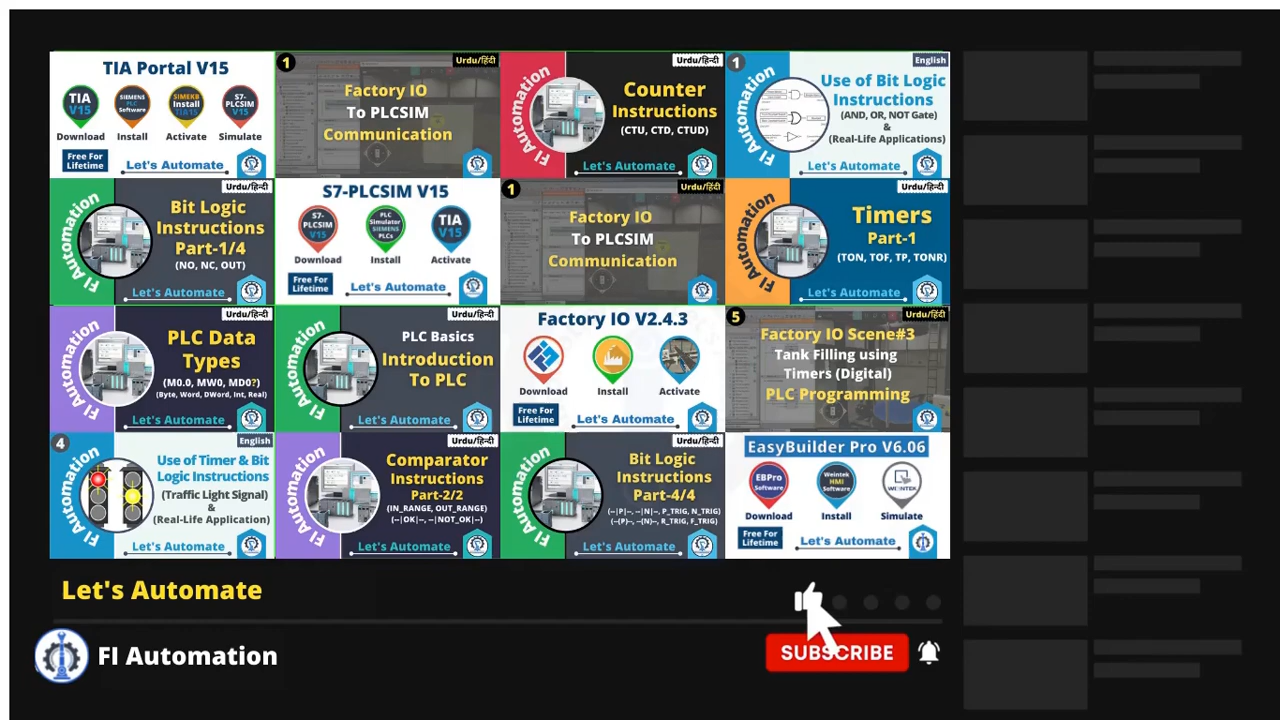 TIA Portal V15
TIA V15
SIEMENS PLC Software
SIMEKB Install TIA15
S7-PLCSIM V15
Download
Install
Activate
Simulate
Free For Lifetime
Let's Automate
1
Urdu/हिंदी
Factory IO
To PLCSIM
Communication
Urdu/हिन्दी
FI Automation
Counter
Instructions
(CTU, CTD, CTUD)
Let's Automate
1
English
FI Automation
Use of Bit Logic
Instructions
(AND, OR, NOT Gate)
&
(Real-Life Applications)
Let's Automate
Urdu/हिन्दी
FI Automation
Bit Logic
Instructions
Part-1/4
(NO, NC, OUT)
Let's Automate
S7-PLCSIM V15
S7-PLCSIM V15
PLC Simulator SIEMENS PLCs
TIA V15
Download
Install
Activate
Free For Lifetime
Let's Automate
1
Urdu/हिंदी
Factory IO
To PLCSIM
Communication
Urdu/हिन्दी
FI Automation
Timers
Part-1
(TON, TOF, TP, TONR)
Let's Automate
Urdu/हिन्दी
FI Automation
PLC Data
Types
(M0.0, MW0, MD0?)
(Byte, Word, DWord, Int, Real)
Let's Automate
Urdu/हिन्दी
FI Automation
PLC Basics
Introduction
To PLC
Let's Automate
Factory IO V2.4.3
Download
Install
Activate
Free For Lifetime
Let's Automate
5
Urdu/हिंदी
Factory IO Scene#3
Tank Filling using
Timers (Digital)
PLC Programming
4
English
FI Automation
Use of Timer & Bit
Logic Instructions
(Traffic Light Signal)
&
(Real-Life Application)
Let's Automate
Urdu/हिन्दी
FI Automation
Comparator
Instructions
Part-2/2
(IN_RANGE, OUT_RANGE)
(–|OK|–, –|NOT_OK|–)
Let's Automate
Urdu/हिन्दी
FI Automation
Bit Logic
Instructions
Part-4/4
(–|P|–, –|N|–, P_TRIG, N_TRIG)
(–(P)–, –(N)–, R_TRIG, F_TRIG)
Let's Automate
EasyBuilder Pro V6.06
EBPro Software
Weintek HMI Software
WEINTEK
Download
Install
Simulate
Free For Lifetime
Let's Automate
Let's Automate
FI Automation
SUBSCRIBE